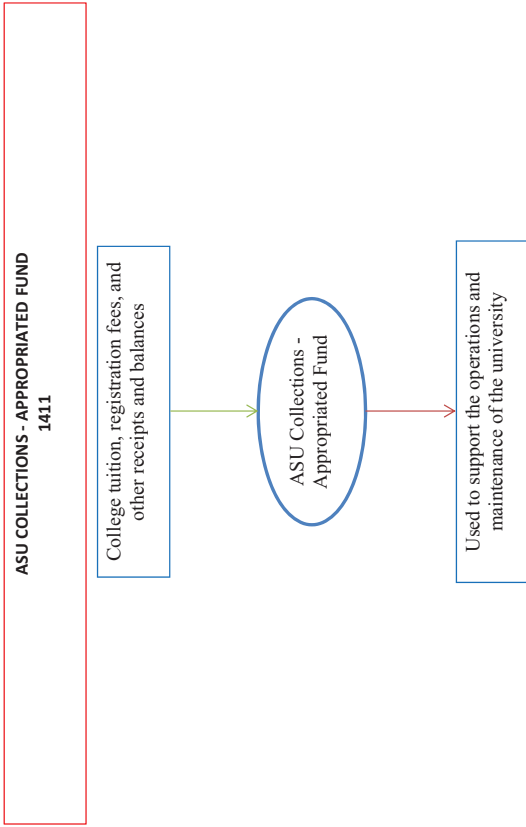 ASU COLLECTIONS - APPROPRIATED FUND
1411
College tuition, registration fees, and
other receipts and balances
ASU Collections -
Appropriated Fund
Used to support the operations and
maintenance of the university